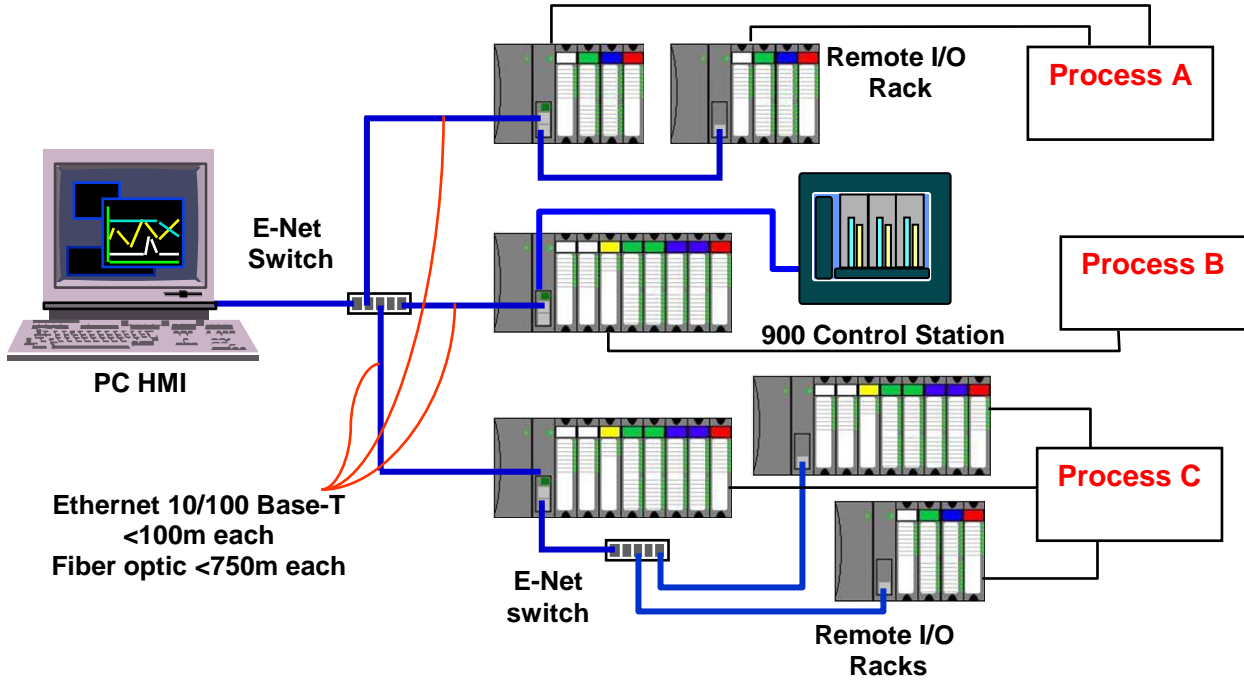 Remote I/O
Rack
Process A
E-Net
Switch
Process B
900 Control Station
PC HMI
Process C
Ethernet 10/100 Base-T
<100m each
Fiber optic <750m each
E-Net
switch
Remote I/O
Racks